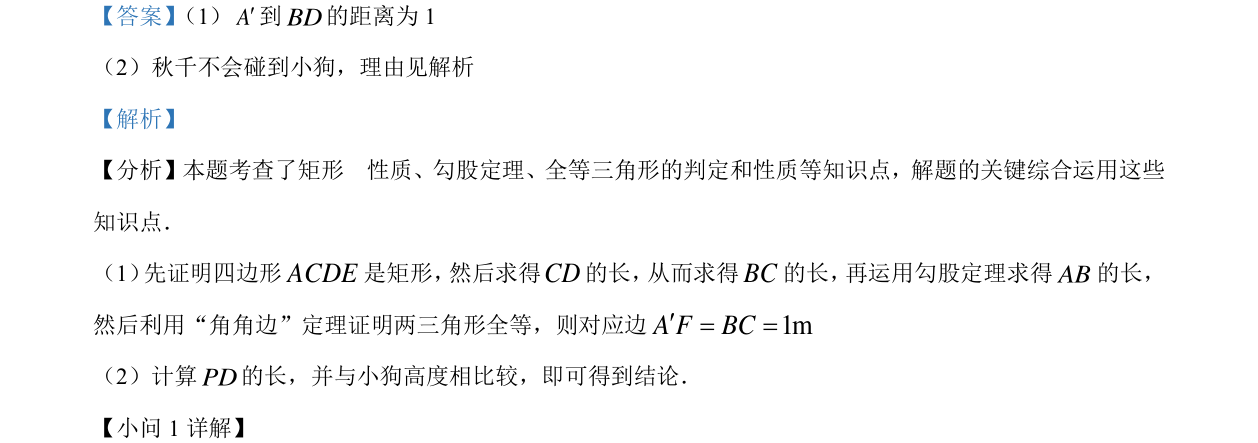 【答案】（1） A′到BD的距离为 1
（2）秋千不会碰到小狗，理由见解析
【解析】
【分析】本题考查了矩形 性质、勾股定理、全等三角形的判定和性质等知识点，解题的关键综合运用这些
知识点．
（1）先证明四边形ACDE是矩形，然后求得CD的长，从而求得BC的长，再运用勾股定理求得AB的长，
然后利用“角角边”定理证明两三角形全等，则对应边A′F = BC = 1m
（2）计算PD的长，并与小狗高度相比较，即可得到结论．
【小问 1 详解】